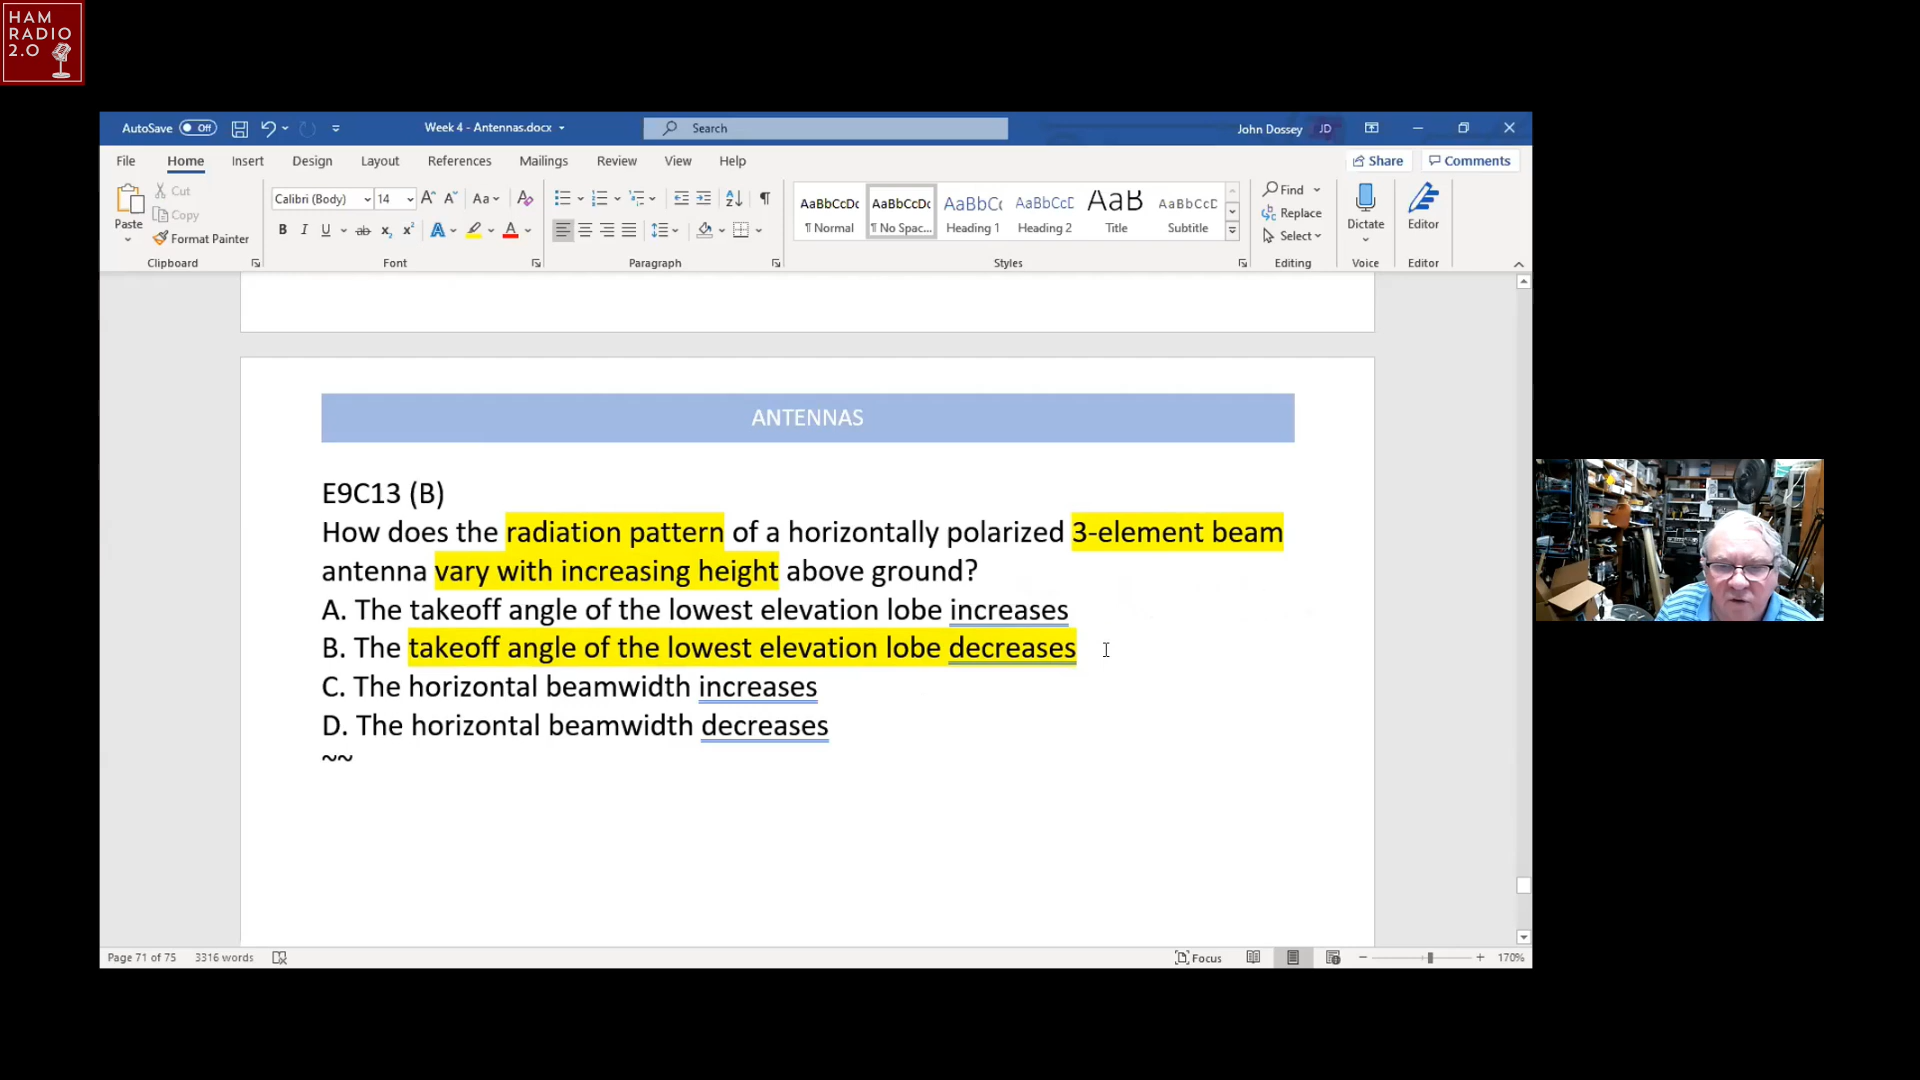 HAM
RADIO
2.0
AutoSave Off
Week 4 - Antennas.docx
Search
John Dossey JD
File Home Insert Design Layout References Mailings Review View Help
Share Comments
Paste
Cut
Copy
Format Painter
Clipboard
Calibri (Body) 14
Aa
B I U ab x₂ x² A A
Font
Paragraph
AaBbCcDc AaBbCcDc AaBbCc AaBbCcD AaB AaBbCcD
¶ Normal ¶ No Spac... Heading 1 Heading 2 Title Subtitle
Styles
Find
Replace
Select
Editing
Dictate
Voice
Editor
Editor
ANTENNAS
E9C13 (B)
How does the radiation pattern of a horizontally polarized 3-element beam
antenna vary with increasing height above ground?
A. The takeoff angle of the lowest elevation lobe increases
B. The takeoff angle of the lowest elevation lobe decreases
C. The horizontal beamwidth increases
D. The horizontal beamwidth decreases
~~
Page 71 of 75 3316 words
Focus
170%